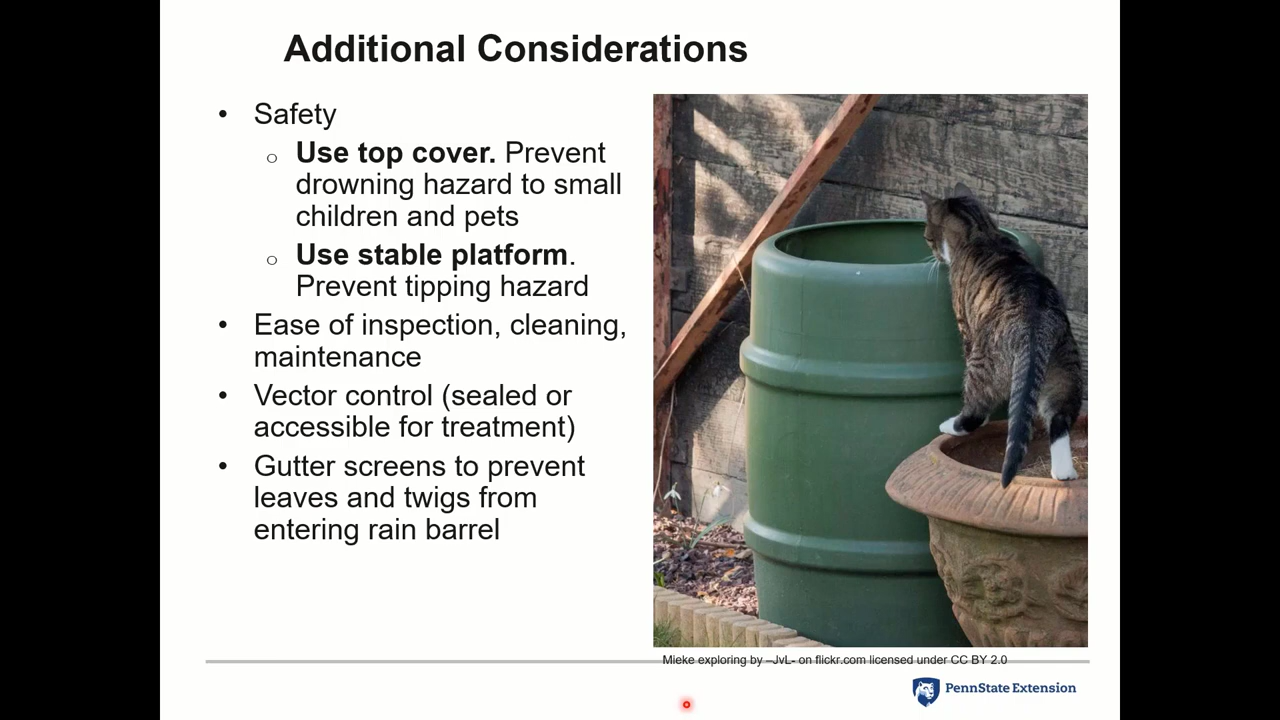 Additional Considerations
• Safety
o Use top cover. Prevent
drowning hazard to small
children and pets
o Use stable platform.
Prevent tipping hazard
• Ease of inspection, cleaning,
maintenance
• Vector control (sealed or
accessible for treatment)
• Gutter screens to prevent
leaves and twigs from
entering rain barrel
Mieke exploring by –JvL- on flickr.com licensed under CC BY 2.0
PennState Extension